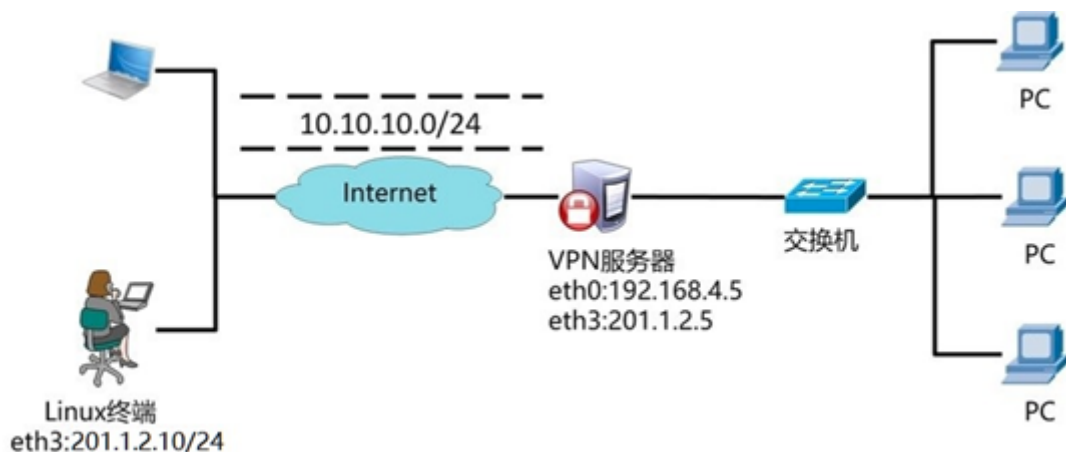 10.10.10.0/24
Internet
PC
PC
PC
交换机
VPN服务器
eth0:192.168.4.5
eth3:201.1.2.5
Linux终端
eth3:201.1.2.10/24